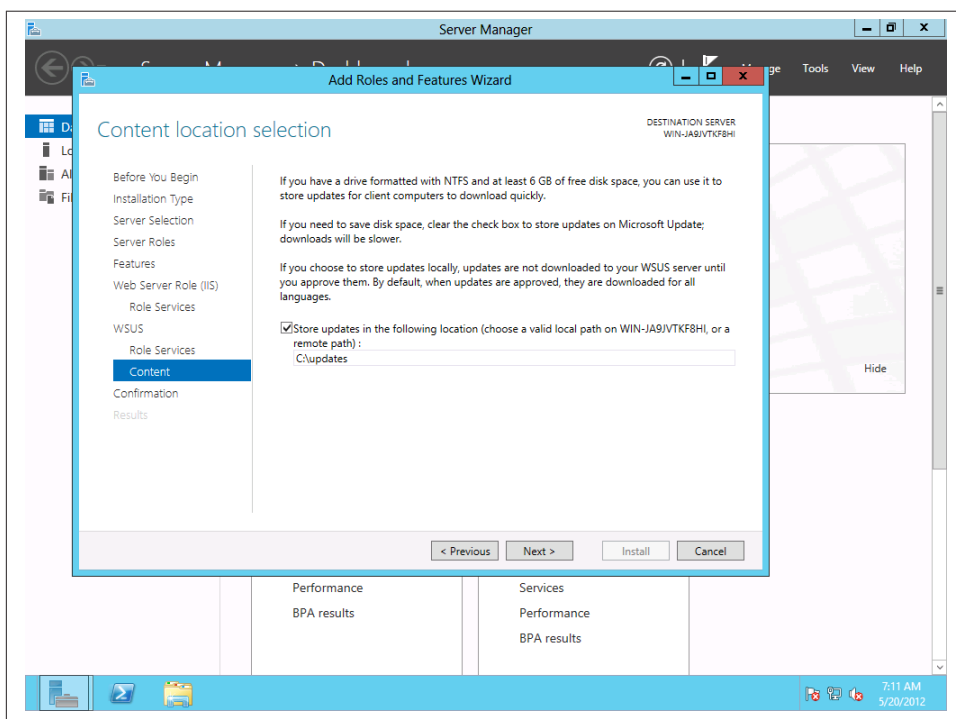 Server Manager
Tools View Help
Add Roles and Features Wizard
Content location selection
DESTINATION SERVER
WIN-JA9JVTKF8HI
Before You Begin
Installation Type
Server Selection
Server Roles
Features
Web Server Role (IIS)
Role Services
WSUS
Role Services
Content
Confirmation
Results
If you have a drive formatted with NTFS and at least 6 GB of free disk space, you can use it to
store updates for client computers to download quickly.
If you need to save disk space, clear the check box to store updates on Microsoft Update;
downloads will be slower.
If you choose to store updates locally, updates are not downloaded to your WSUS server until
you approve them. By default, when updates are approved, they are downloaded for all
languages.
Store updates in the following location (choose a valid local path on WIN-JA9JVTKF8HI, or a
remote path) :
C:\updates
< Previous Next > Install Cancel
Hide
Performance
BPA results
Services
Performance
BPA results
7:11 AM
5/20/2012